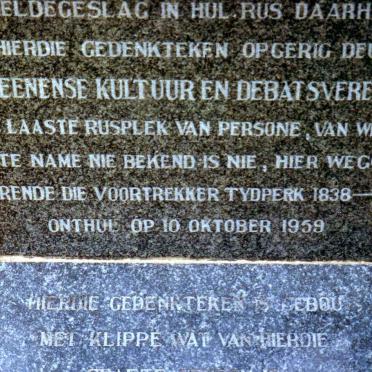 ELDEGESLAG IN HUL. RUS DAARH
HIERDIE GEDENKTEKEN OPGERIG DEU
EENENSE KULTUUR EN DEBATSVERE
LAASTE RUSPLEK VAN PERSONE, VAN W
TE NAME NIE BEKEND IS NIE, HIER WEGG
RENDE DIE VOORTREKKER TYDPERK 1838—
ONTHUL OP 10 OKTOBER 1959
HIERDIE GEDENKTEKEN IS GEBOU
MET KLIPPE WAT VAN HIERDIE